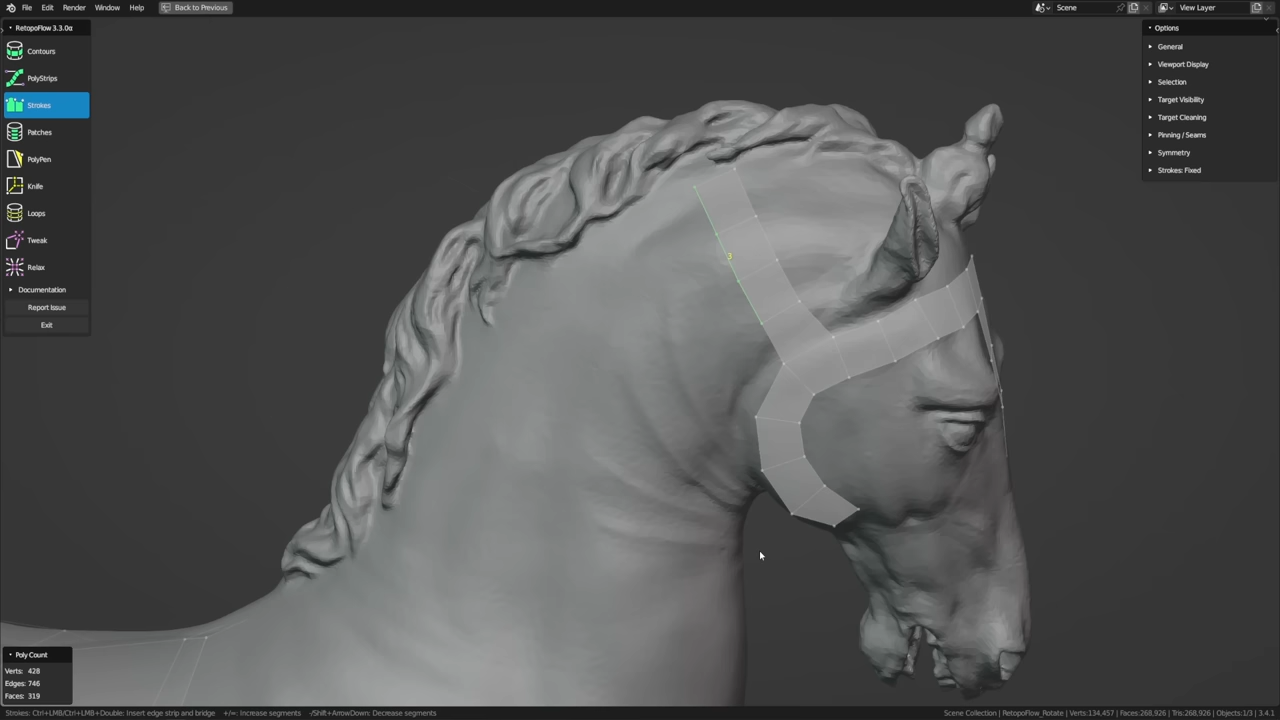 File Edit Render Window Help Back to Previous Scene View Layer
RetopoFlow 3.3.0α
Contours
PolyStrips
Strokes
Patches
PolyPen
Knife
Loops
Tweak
Relax
Documentation
Report Issue
Exit
3
Options
General
Viewport Display
Selection
Target Visibility
Target Cleaning
Pinning / Seams
Symmetry
Strokes: Fixed
Poly Count
Verts: 428
Edges: 746
Faces: 319
Strokes: Ctrl+LMB/Ctrl+LMB+Double: Insert edge strip and bridge +/=: Increase segments -/Shift+ArrowDown: Decrease segments Scene Collection | RetopoFlow_Rotate | Verts:134,457 | Faces:268,926 | Tris:268,926 | Objects:1/3 | 3.4.1